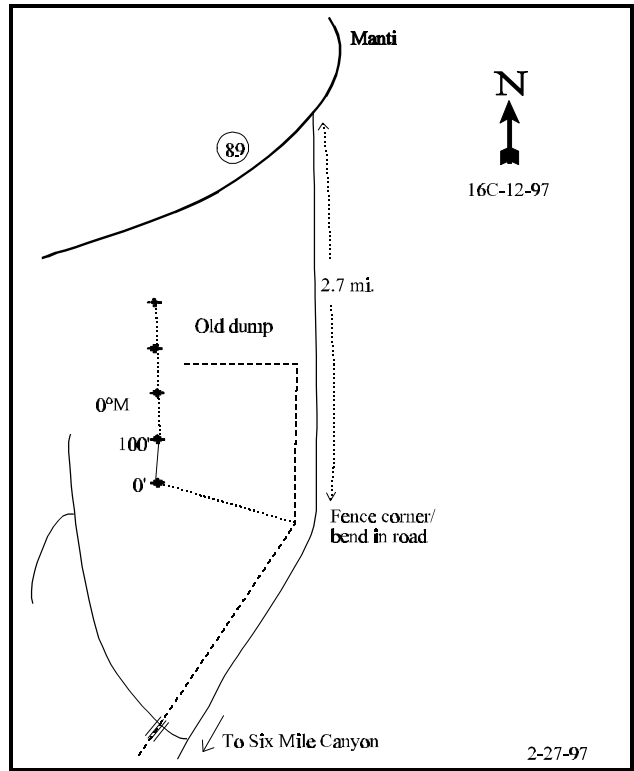 Manti
N
89
16C-12-97
2.7 mi.
Old dump
0°M
100'
0'
Fence corner/
bend in road
To Six Mile Canyon
2-27-97